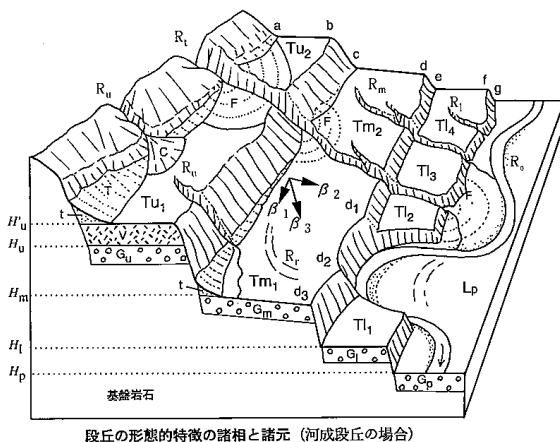 a
b
c
d
e
f
g
Rt
Tu2
Ru
F
F
Rm
Rl
C
Tm2
Tl4
R0
T
Tu1
Ru
Tl3
F
β1
β2
β3
d1
Tl2
t
H'u
V
Hu
Gu
Rr
d2
Lp
t
Tm1
d3
Hm
Gm
Tl1
Hl
Gl
Hp
Gp
基盤岩石
段丘の形態的特徴の諸相と諸元 (河成段丘の場合)